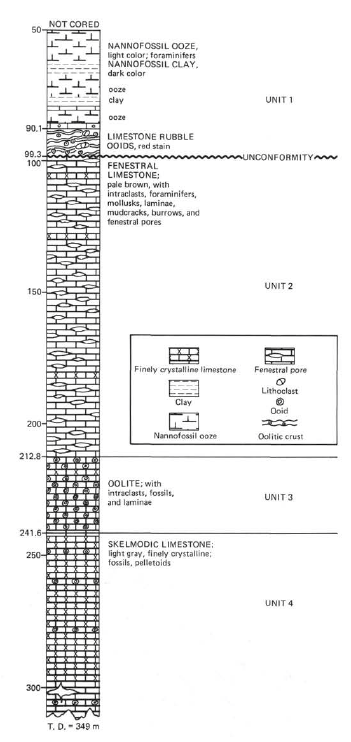 NOT CORED
50
NANNOFOSSIL OOZE,
light color; foraminifers
NANNOFOSSIL CLAY,
dark color
ooze
clay
UNIT 1
ooze
90.1
LIMESTONE RUBBLE
OOIDS, red stain
99.3
UNCONFORMITY
100
FENESTRAL
LIMESTONE;
pale brown, with
intraclasts, foraminifers,
mollusks, laminae,
mudcracks, burrows, and
fenestral pores
150
UNIT 2
Finely crystalline limestone
Fenestral pore
Clay
Lithoclast
Ooid
Nannofossil ooze
Oolitic crust
200
212.8
OOLITE; with
intraclasts, fossils,
and laminae
UNIT 3
241.6
SKELMODIC LIMESTONE;
light gray, finely crystalline;
fossils, pelletoids
250
UNIT 4
300
T. D. = 349 m